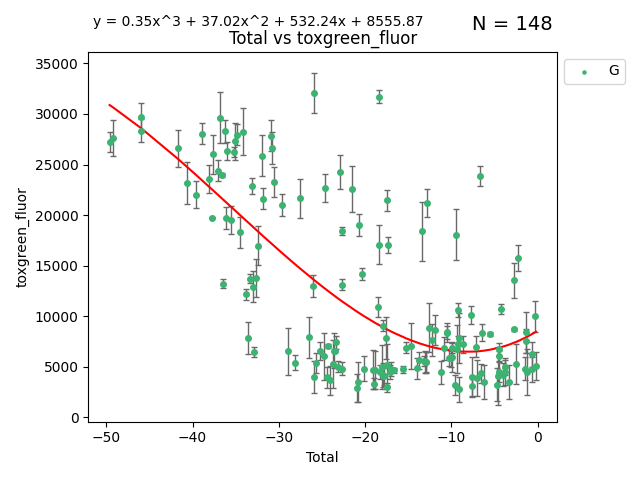 y = 0.35x^3 + 37.02x^2 + 532.24x + 8555.87
N = 148
Total vs toxgreen_fluor
G
35000
30000
25000
20000
15000
10000
5000
0
toxgreen_fluor
−50
−40
−30
−20
−10
0
Total